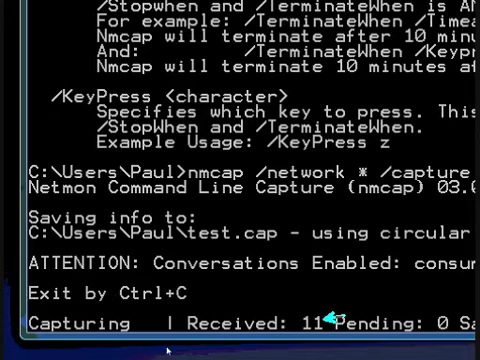 /Stopwhen and /TerminateWhen is AN
For example: /TerminateWhen /Timea
Nmcap will terminate after 10 minut
And: /TerminateWhen /Keypr
Nmcap will terminate 10 minutes af
/KeyPress <character>
Specifies which key to press. This
/StopWhen and /TerminateWhen.
Example Usage: /KeyPress z
C:\Users\Paul>nmcap /network * /capture
Netmon Command Line Capture (nmcap) 03.0
Saving info to:
C:\Users\Paul\test.cap - using circular
ATTENTION: Conversations Enabled: consum
Exit by Ctrl+C
Capturing | Received: 11 Pending: 0 Sa